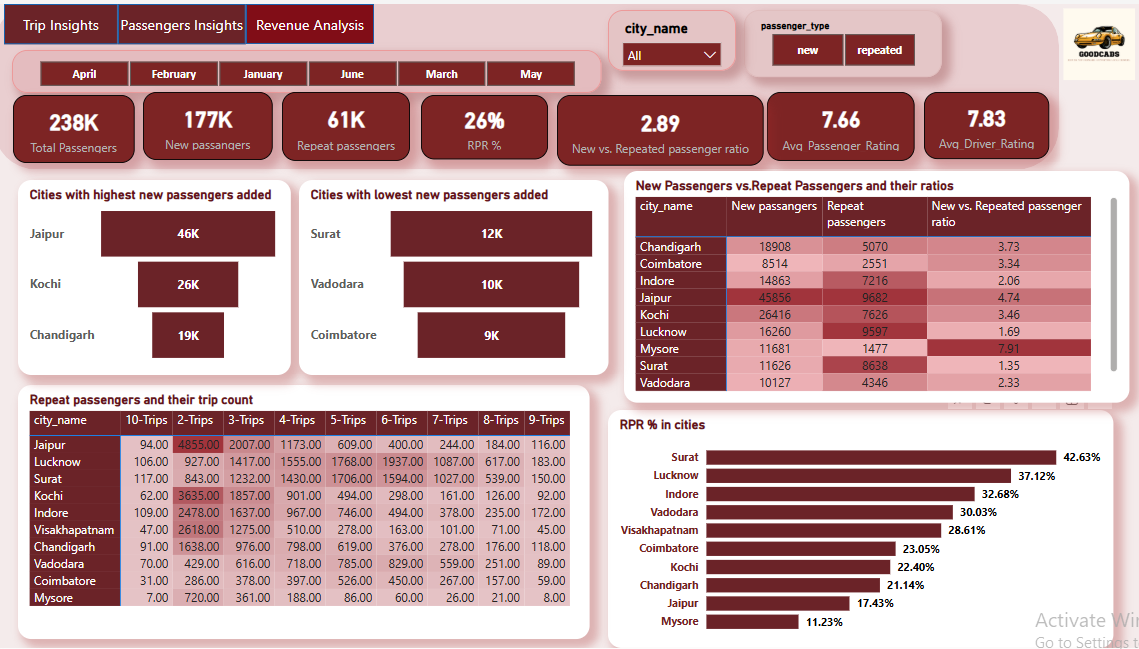 Trip Insights Passengers Insights Revenue Analysis
city_name
All
passenger_type
new repeated
GOODCABS
April February January June March May
238K
Total Passengers
177K
New passangers
61K
Repeat passengers
26%
RPR %
2.89
New vs. Repeated passenger ratio
7.66
Avg_Passenger_Rating
7.83
Avg_Driver_Rating
Cities with highest new passengers added
Jaipur 46K
Kochi 26K
Chandigarh 19K
Cities with lowest new passengers added
Surat 12K
Vadodara 10K
Coimbatore 9K
New Passengers vs.Repeat Passengers and their ratios
city_name New passangers Repeat passengers New vs. Repeated passenger ratio
Chandigarh 18908 5070 3.73
Coimbatore 8514 2551 3.34
Indore 14863 7216 2.06
Jaipur 45856 9682 4.74
Kochi 26416 7626 3.46
Lucknow 16260 9597 1.69
Mysore 11681 1477 7.91
Surat 11626 8638 1.35
Vadodara 10127 4346 2.33
Repeat passengers and their trip count
city_name 10-Trips 2-Trips 3-Trips 4-Trips 5-Trips 6-Trips 7-Trips 8-Trips 9-Trips
Jaipur 94.00 4855.00 2007.00 1173.00 609.00 400.00 244.00 184.00 116.00
Lucknow 106.00 927.00 1417.00 1555.00 1768.00 1937.00 1087.00 617.00 183.00
Surat 117.00 843.00 1232.00 1430.00 1706.00 1594.00 1027.00 539.00 150.00
Kochi 62.00 3635.00 1857.00 901.00 494.00 298.00 161.00 126.00 92.00
Indore 109.00 2478.00 1637.00 967.00 746.00 494.00 378.00 235.00 172.00
Visakhapatnam 47.00 2618.00 1275.00 510.00 278.00 163.00 101.00 71.00 45.00
Chandigarh 91.00 1638.00 976.00 798.00 619.00 376.00 278.00 176.00 118.00
Vadodara 70.00 429.00 616.00 718.00 785.00 829.00 559.00 251.00 89.00
Coimbatore 31.00 286.00 378.00 397.00 526.00 450.00 267.00 157.00 59.00
Mysore 7.00 720.00 361.00 188.00 86.00 60.00 26.00 21.00 8.00
RPR % in cities
Surat 42.63%
Lucknow 37.12%
Indore 32.68%
Vadodara 30.03%
Visakhapatnam 28.61%
Coimbatore 23.05%
Kochi 22.40%
Chandigarh 21.14%
Jaipur 17.43%
Mysore 11.23%
Activate Win
Go to Settings t